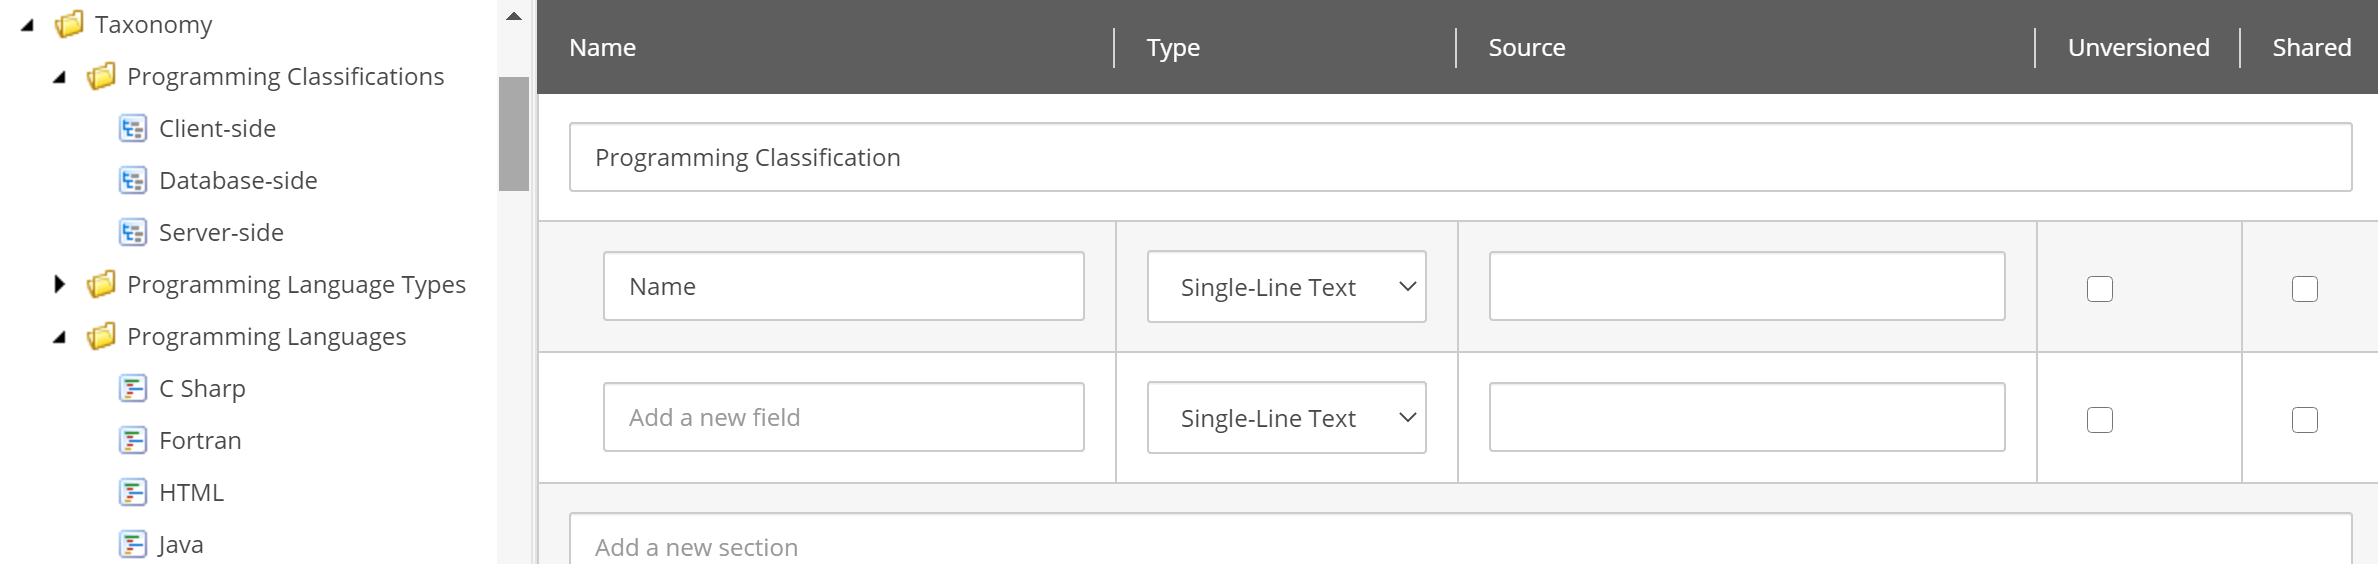 Taxonomy
Programming Classifications
Client-side
Database-side
Server-side
Programming Language Types
Programming Languages
C Sharp
Fortran
HTML
Java
Name Type Source Unversioned Shared
Programming Classification
Name Single-Line Text
Add a new field Single-Line Text
Add a new section